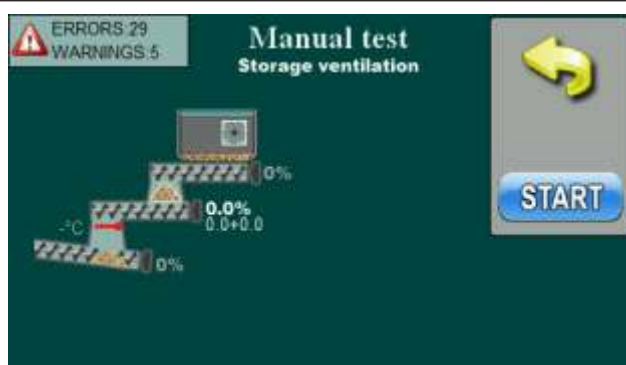 ERRORS:29
WARNINGS:5
Manual test
Storage ventilation
0%
START
0.0%
0.0+0.0
-°C
0%